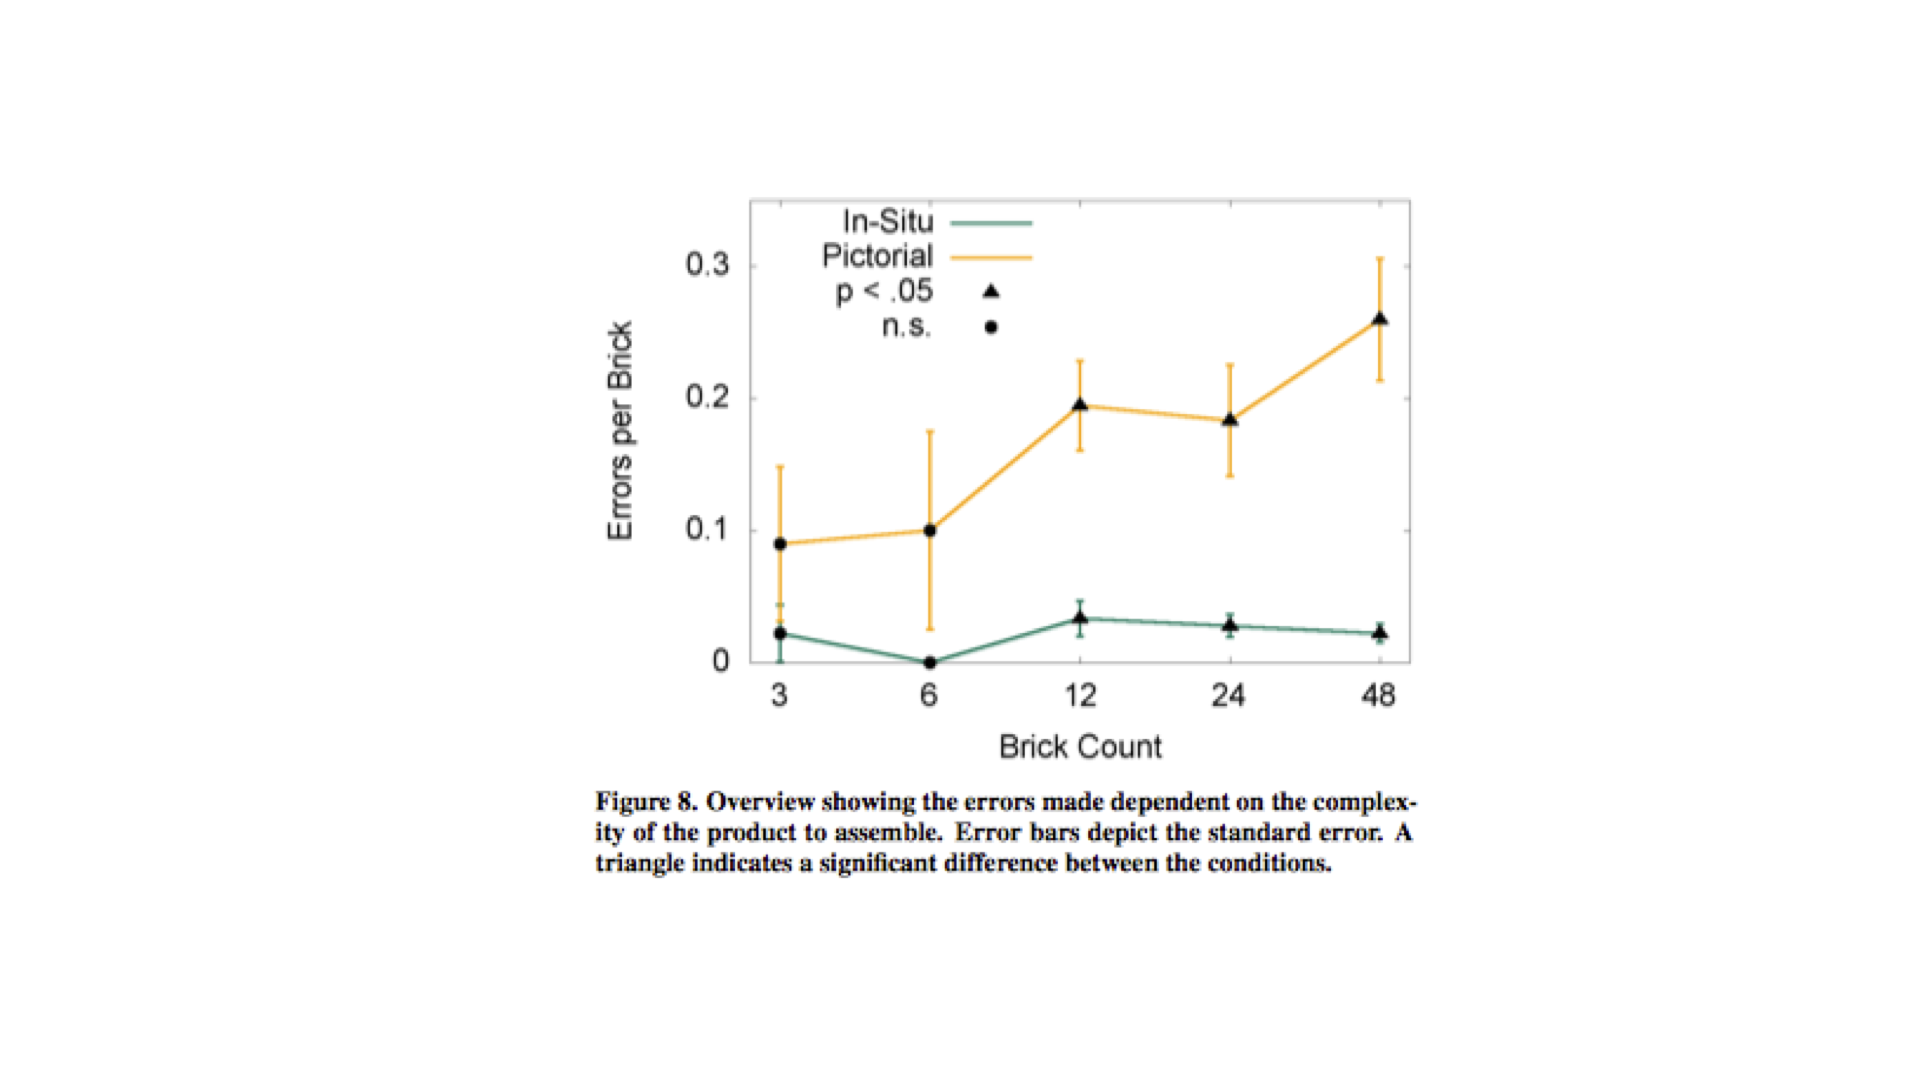 In-Situ
Pictorial
p < .05
n.s.
0.3
0.2
0.1
0
Errors per Brick
3 6 12 24 48
Brick Count
Figure 8. Overview showing the errors made dependent on the complex-
ity of the product to assemble. Error bars depict the standard error. A
triangle indicates a significant difference between the conditions.